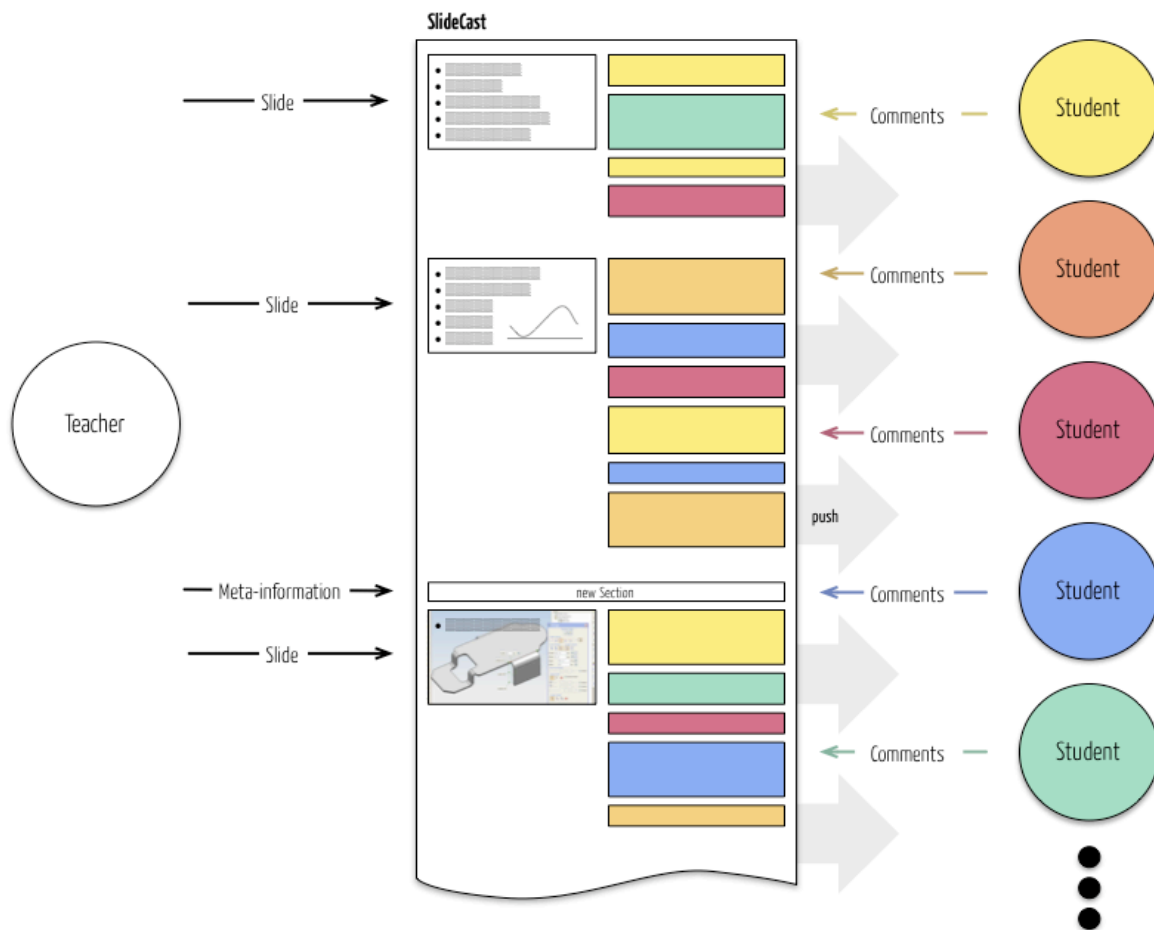 SlideCast
Slide
Comments
Student
Comments
Student
Slide
Teacher
Comments
Student
push
Meta-information
new Section
Comments
Student
Slide
Comments
Student